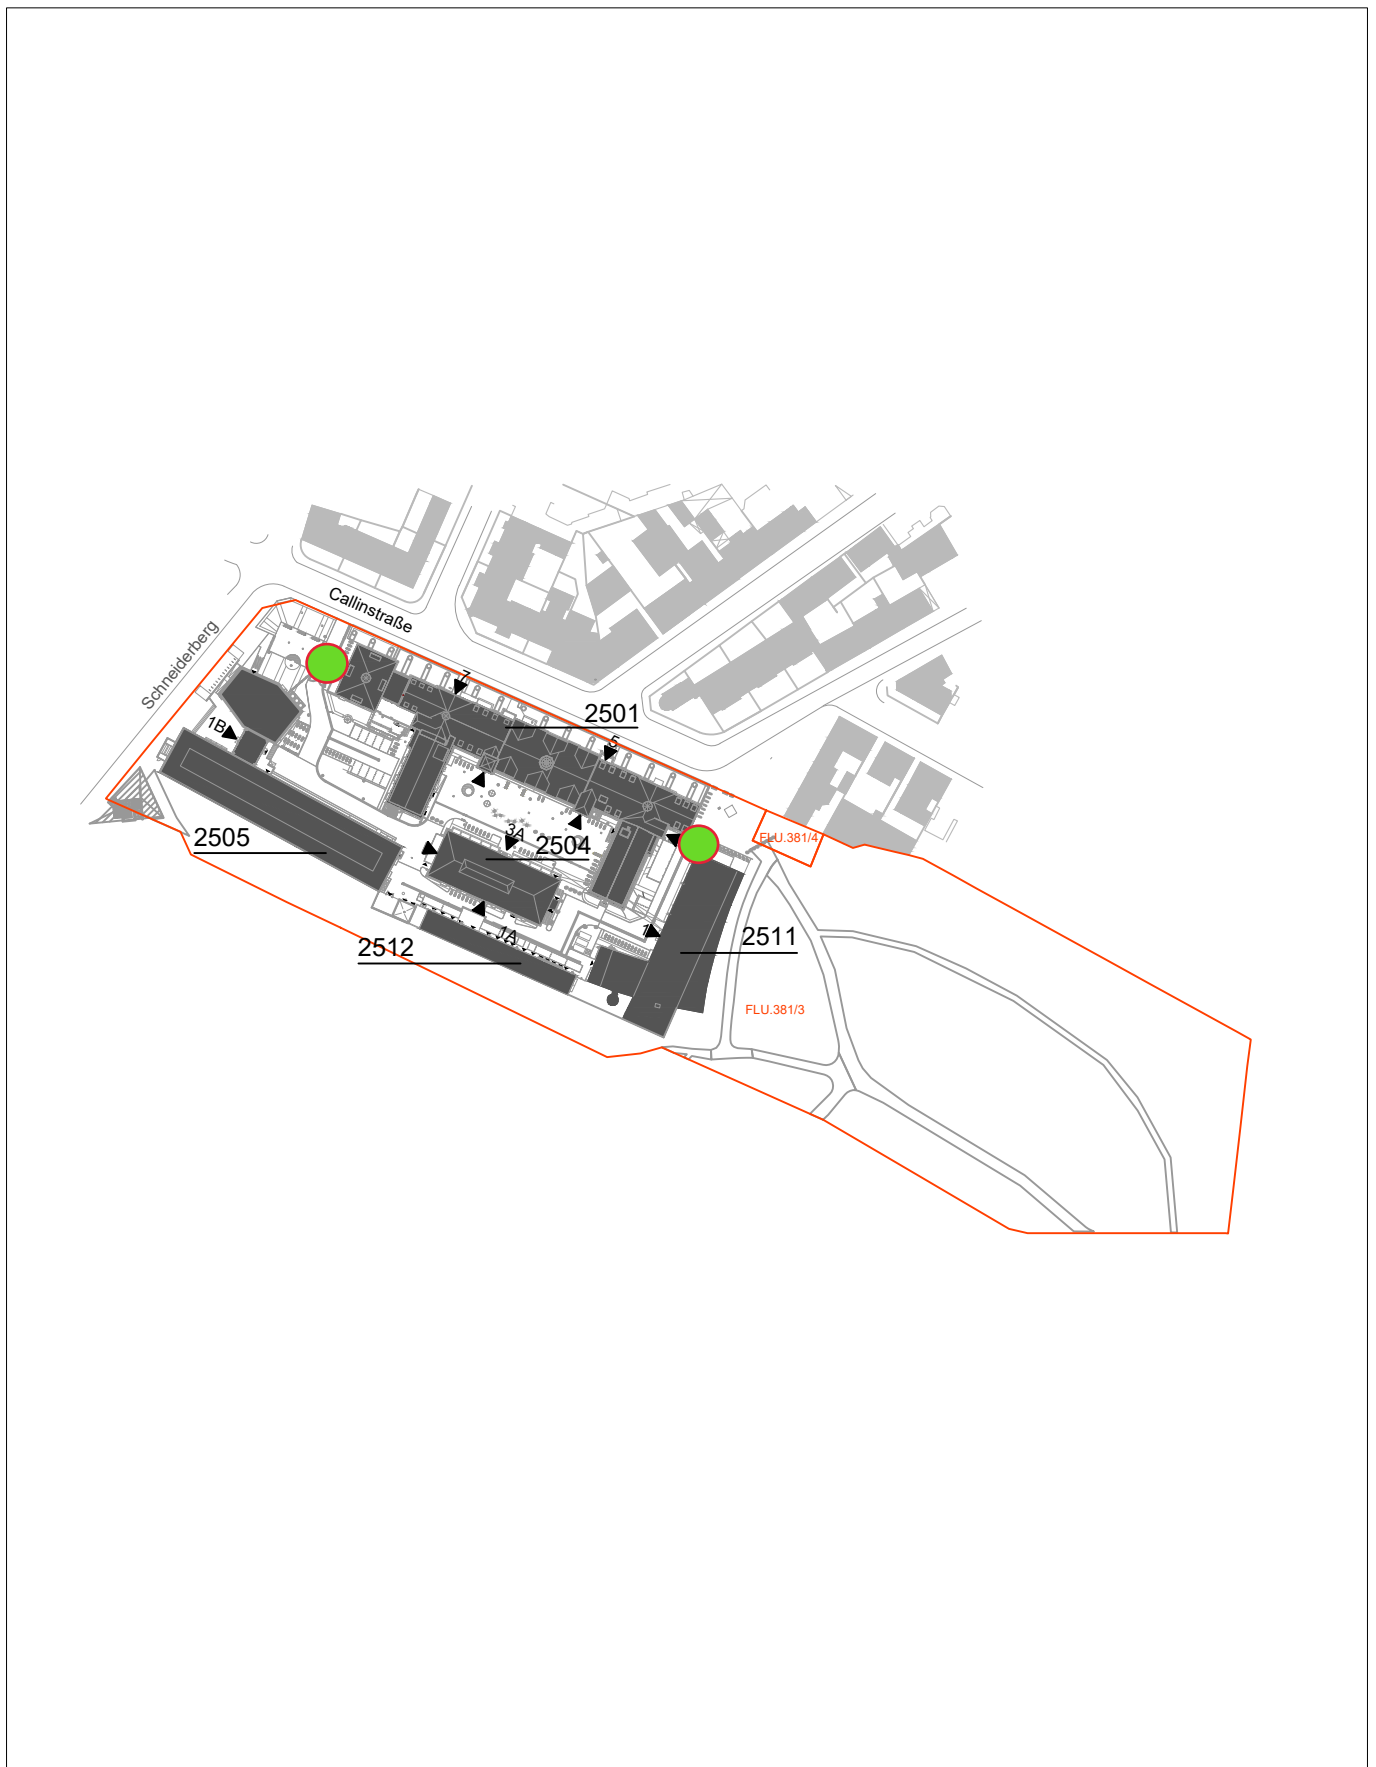 Callinstraße
Schneiderberg
7
2501
1B
5
3A
2504
FLU.381/4
2505
1A
1
2511
2512
FLU.381/3